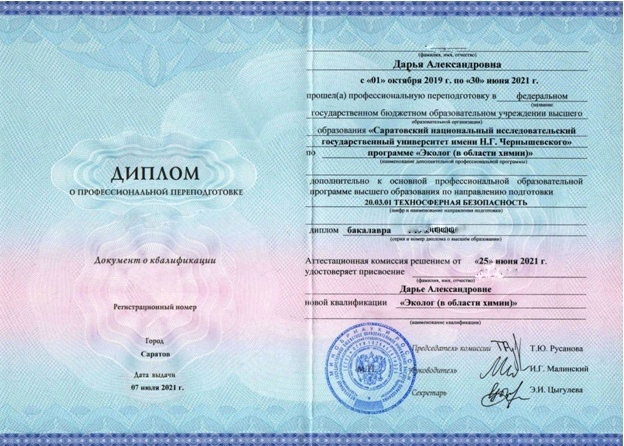 ДИПЛОМ
О ПРОФЕССИОНАЛЬНОЙ ПЕРЕПОДГОТОВКЕ
Документ о квалификации
Регистрационный номер
Город
Саратов
Дата выдачи
07 июля 2021 г.
(фамилия, имя, отчество)
Дарья Александровна
с «01» октября 2019 г. по «30» июня 2021 г.
прошел(а) профессиональную переподготовку в федеральном
(название
государственном бюджетном образовательном учреждении высшего
образовательной организации)
образования «Саратовский национальный исследовательский
государственный университет имени Н.Г. Чернышевского»
по программе «Эколог (в области химии)»
(наименование дополнительной профессиональной программы)
дополнительно к основной профессиональной образовательной
программе высшего образования по направлению подготовки
20.03.01 ТЕХНОСФЕРНАЯ БЕЗОПАСНОСТЬ
(шифр и наименование направления подготовки)
диплом бакалавра
(серия и номер диплома о высшем образовании)
Аттестационная комиссия решением от «25» июня 2021 г.
удостоверяет присвоение
(фамилия, имя, отчество)
Дарье Александровне
новой квалификации «Эколог (в области химии)»
(наименование квалификации)
Председатель комиссии Т.Ю. Русанова
М.П.
Руководитель И.Г. Малинский
Секретарь Э.И. Цыгулева